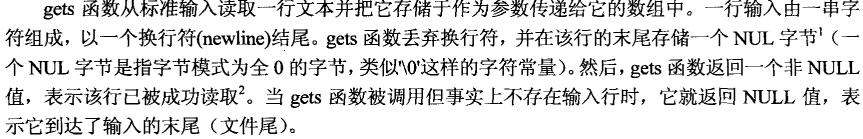 gets 函数从标准输入读取一行文本并把它存储于作为参数传递给它的数组中。一行输入由一串字
符组成，以一个换行符(newline)结尾。gets 函数丢弃换行符，并在该行的末尾存储一个 NUL 字节1（一
个 NUL 字节是指字节模式为全 0 的字节，类似'\0'这样的字符常量）。然后，gets 函数返回一个非 NULL
值，表示该行已被成功读取2。当 gets 函数被调用但事实上不存在输入行时，它就返回 NULL 值，表
示它到达了输入的末尾（文件尾）。